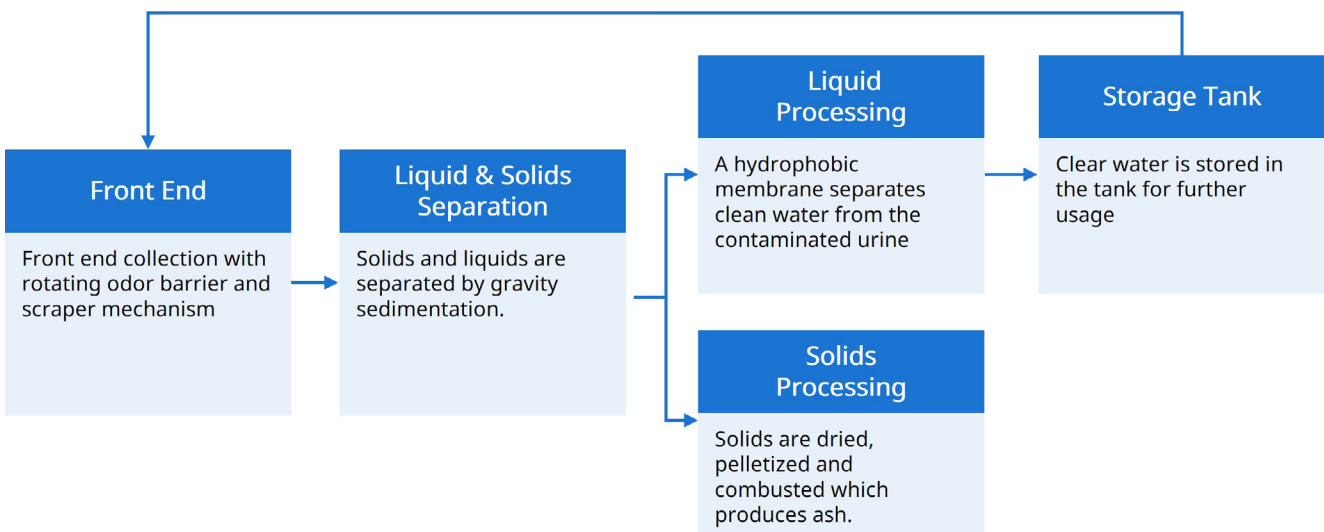 Front End
Front end collection with
rotating odor barrier and
scraper mechanism
Liquid & Solids
Separation
Solids and liquids are
separated by gravity
sedimentation.
Liquid
Processing
A hydrophobic
membrane separates
clean water from the
contaminated urine
Storage Tank
Clear water is stored in
the tank for further
usage
Solids
Processing
Solids are dried,
pelletized and
combusted which
produces ash.